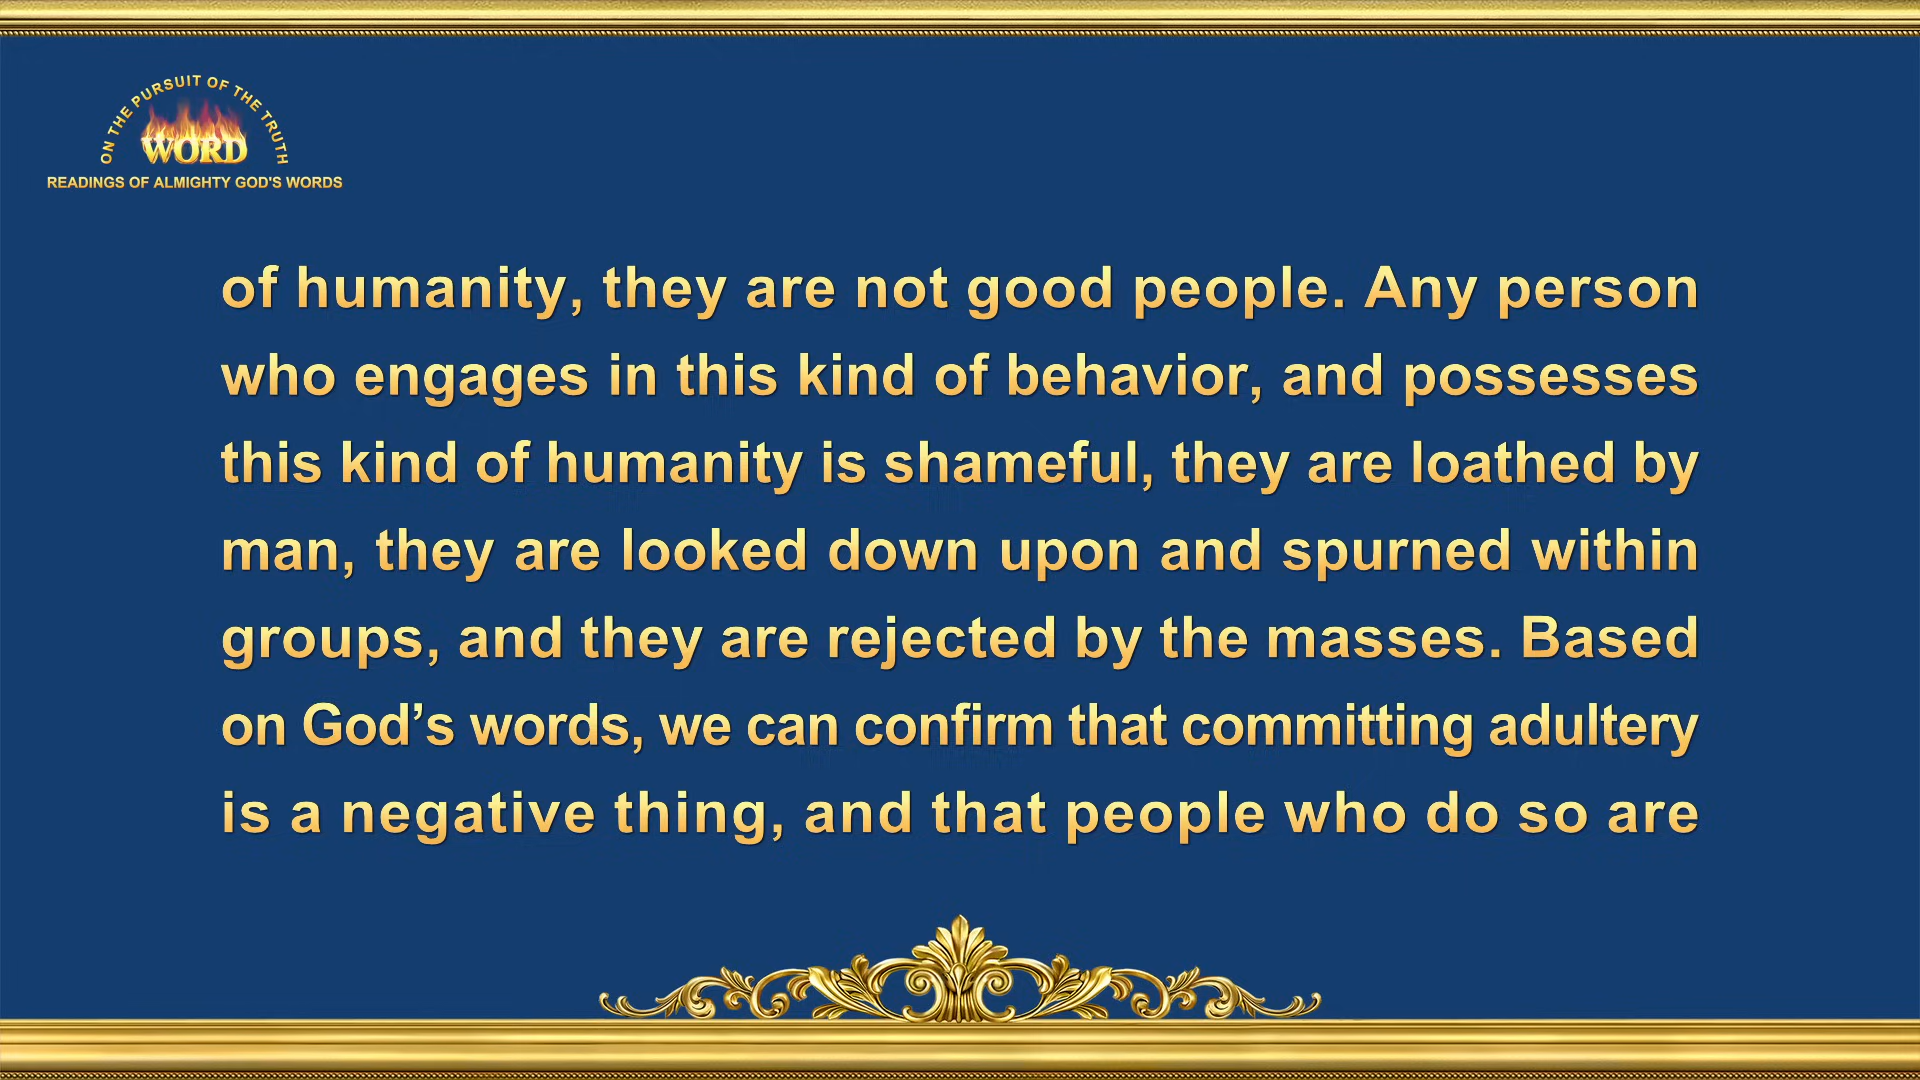 ON THE PURSUIT OF THE TRUTH
WORD
READINGS OF ALMIGHTY GOD'S WORDS
of humanity, they are not good people. Any person
who engages in this kind of behavior, and possesses
this kind of humanity is shameful, they are loathed by
man, they are looked down upon and spurned within
groups, and they are rejected by the masses. Based
on God’s words, we can confirm that committing adultery
is a negative thing, and that people who do so are